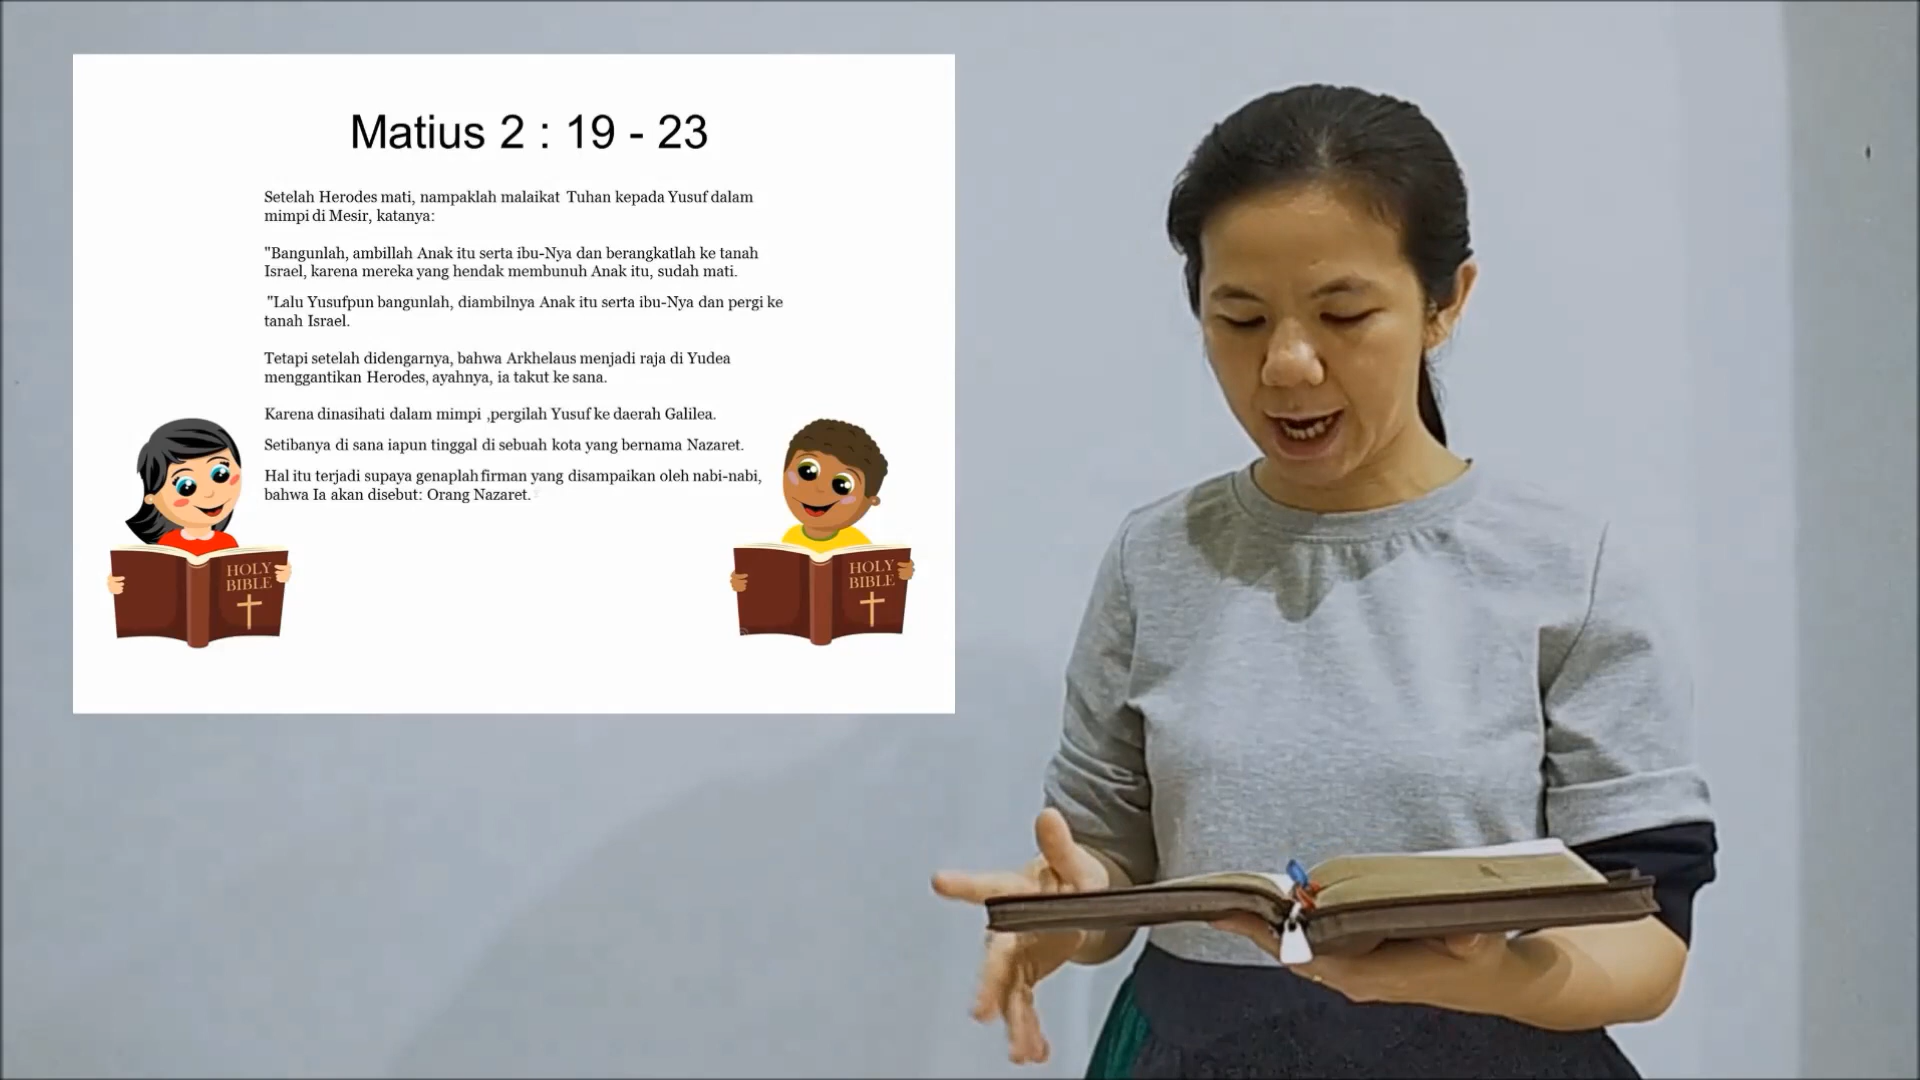 Matius 2 : 19 - 23
Setelah Herodes mati, nampaklah malaikat Tuhan kepada Yusuf dalam
mimpi di Mesir, katanya:
"Bangunlah, ambillah Anak itu serta ibu-Nya dan berangkatlah ke tanah
Israel, karena mereka yang hendak membunuh Anak itu, sudah mati.
"Lalu Yusufpun bangunlah, diambilnya Anak itu serta ibu-Nya dan pergi ke
tanah Israel.
Tetapi setelah didengarnya, bahwa Arkhelaus menjadi raja di Yudea
menggantikan Herodes, ayahnya, ia takut ke sana.
Karena dinasihati dalam mimpi ,pergilah Yusuf ke daerah Galilea.
Setibanya di sana iapun tinggal di sebuah kota yang bernama Nazaret.
Hal itu terjadi supaya genaplah firman yang disampaikan oleh nabi-nabi,
bahwa Ia akan disebut: Orang Nazaret.
HOLY
BIBLE
HOLY
BIBLE